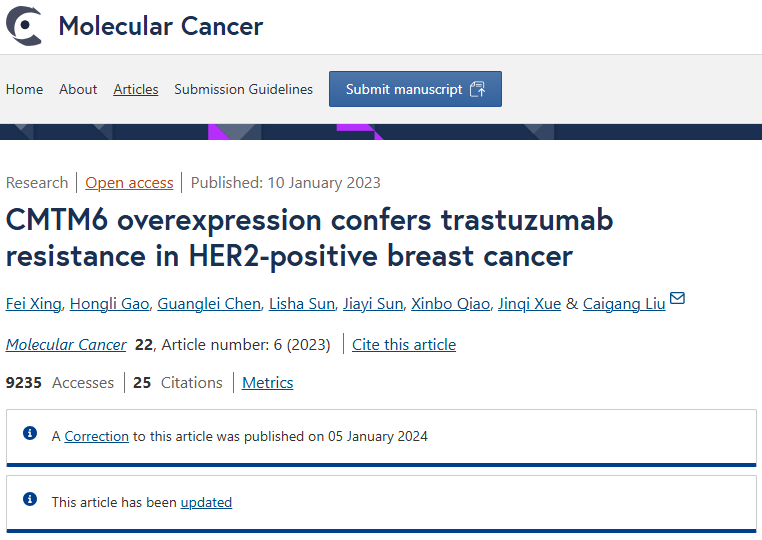 Molecular Cancer
Home About Articles Submission Guidelines Submit manuscript
Research Open access Published: 10 January 2023
CMTM6 overexpression confers trastuzumab
resistance in HER2-positive breast cancer
Fei Xing, Hongli Gao, Guanglei Chen, Lisha Sun, Jiayi Sun, Xinbo Qiao, Jinqi Xue & Caigang Liu
Molecular Cancer 22, Article number: 6 (2023) Cite this article
9235 Accesses 25 Citations Metrics
A Correction to this article was published on 05 January 2024
This article has been updated